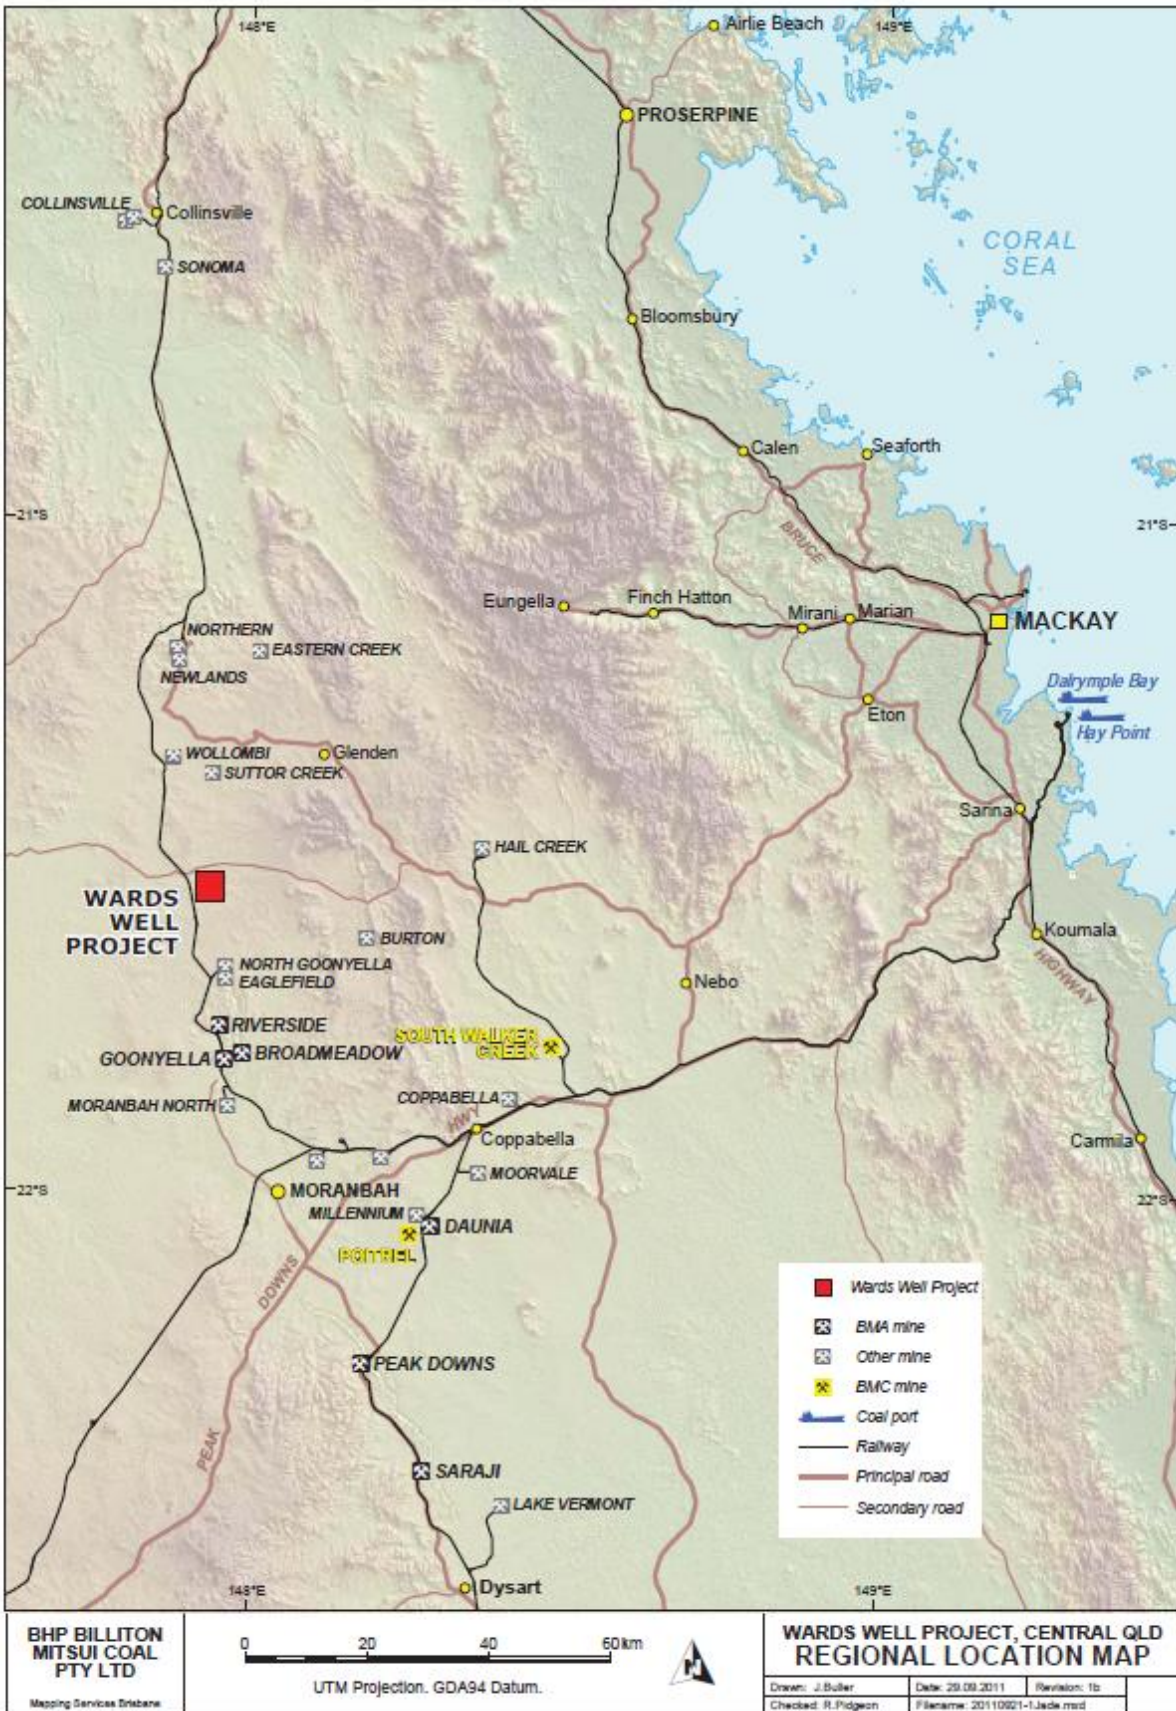 148°E
149°E
Airlie Beach
PROSERPINE
COLLINSVILLE
Collinsville
SONOMA
CORAL
SEA
Bloomsbury
Calen
Seaforth
21°S
21°S
BRUCE
Eungella
Finch Hatton
Mirani
Marian
MACKAY
NORTHERN
EASTERN CREEK
NEWLANDS
Dalrymple Bay
Hay Point
Eton
WOLLOMBI
Glenden
SUTTOR CREEK
Sarina
HAIL CREEK
WARDS
WELL
PROJECT
BURTON
Koumala
NORTH GOONYELLA
EAGLEFIELD
Nebo
HIGHWAY
RIVERSIDE
SOUTH WALKER
CREEK
GOONYELLA
BROADMEADOW
MORANBAH NORTH
COPPABELLA
HWY
Coppabella
Carmila
MOORVALE
22°S
22°S
MORANBAH
MILLENNIUM
DAUNIA
POITREL
DOWNS
PEAK
PEAK DOWNS
SARAJI
LAKE VERMONT
Dysart
148°E
149°E
Wards Well Project
BMA mine
Other mine
BMC mine
Coal port
Railway
Principal road
Secondary road
BHP BILLITON
MITSUI COAL
PTY LTD
Mapping Services Brisbane
0 20 40 60km
UTM Projection. GDA94 Datum.
N
WARDS WELL PROJECT, CENTRAL QLD
REGIONAL LOCATION MAP
Drawn: J.Buller
Date: 29.09.2011
Revision: 1b
Checked: R.Pidgeon
Filename: 20110921-1Jade.mxd